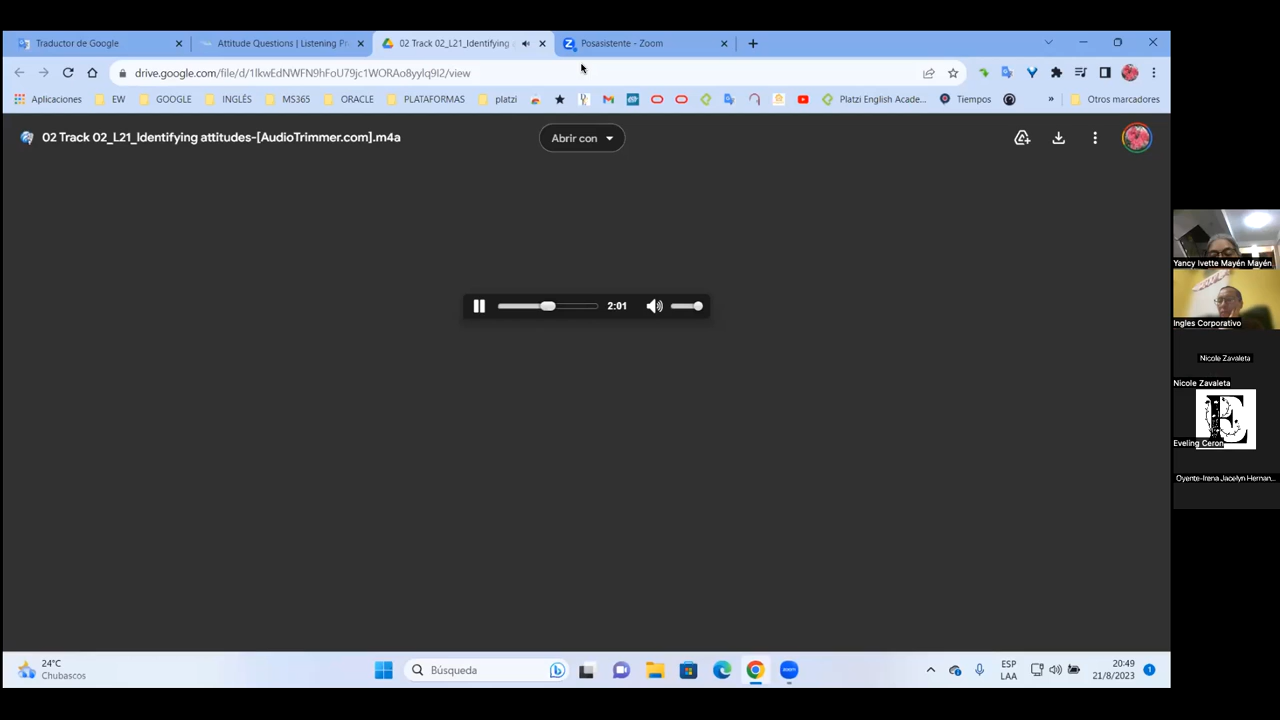 Traductor de Google
Attitude Questions | Listening Pr
02 Track 02_L21_Identifying a
Posasistente - Zoom
drive.google.com/file/d/1lkwEdNWFN9hFoU79jc1WORAo8yylq9I2/view
Aplicaciones EW GOOGLE INGLÉS MS365 ORACLE PLATAFORMAS platzi Platzi English Acade... Tiempos » Otros marcadores
02 Track 02_L21_Identifying attitudes-[AudioTrimmer.com].m4a
Abrir con
2:01
Yancy Ivette Mayén Mayén
Ingles Corporativo
Nicole Zavaleta
Nicole Zavaleta
E
Eveling Ceron
Oyente-Irena Jacelyn Hernan...
24°C
Chubascos
Búsqueda
zoom
ESP
LAA
20:49
21/8/2023
1